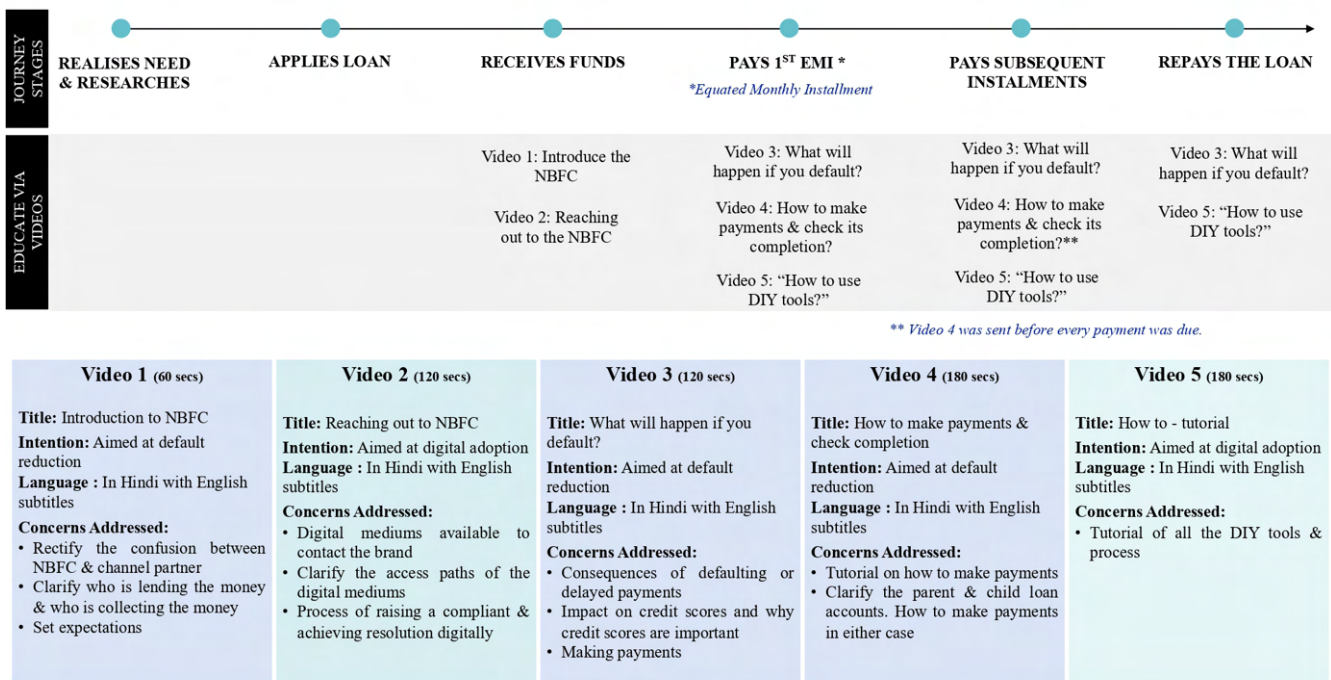 JOURNEY
STAGES
REALISES NEED
& RESEARCHES
APPLIES LOAN
RECEIVES FUNDS
PAYS 1ST EMI *
*Equated Monthly Installment
PAYS SUBSEQUENT
INSTALMENTS
REPAYS THE LOAN
EDUCATE VIA
VIDEOS
Video 1: Introduce the
NBFC
Video 2: Reaching
out to the NBFC
Video 3: What will
happen if you default?
Video 4: How to make
payments & check its
completion?
Video 5: “How to use
DIY tools?”
Video 3: What will
happen if you default?
Video 4: How to make
payments & check its
completion?**
Video 5: “How to use
DIY tools?”
Video 3: What will
happen if you default?
Video 5: “How to use
DIY tools?”
** Video 4 was sent before every payment was due.
Video 1 (60 secs)
Title: Introduction to NBFC
Intention: Aimed at default
reduction
Language : In Hindi with English
subtitles
Concerns Addressed:
• Rectify the confusion between
NBFC & channel partner
• Clarify who is lending the money
& who is collecting the money
• Set expectations
Video 2 (120 secs)
Title: Reaching out to NBFC
Intention: Aimed at digital adoption
Language : In Hindi with English
subtitles
Concerns Addressed:
• Digital mediums available to
contact the brand
• Clarify the access paths of the
digital mediums
• Process of raising a compliant &
achieving resolution digitally
Video 3 (120 secs)
Title: What will happen if you
default?
Intention: Aimed at default
reduction
Language : In Hindi with English
subtitles
Concerns Addressed:
• Consequences of defaulting or
delayed payments
• Impact on credit scores and why
credit scores are important
• Making payments
Video 4 (180 secs)
Title: How to make payments &
check completion
Intention: Aimed at default
reduction
Language : In Hindi with English
subtitles
Concerns Addressed:
• Tutorial on how to make payments
• Clarify the parent & child loan
accounts. How to make payments
in either case
Video 5 (180 secs)
Title: How to - tutorial
Intention: Aimed at digital adoption
Language : In Hindi with English
subtitles
Concerns Addressed:
• Tutorial of all the DIY tools &
process